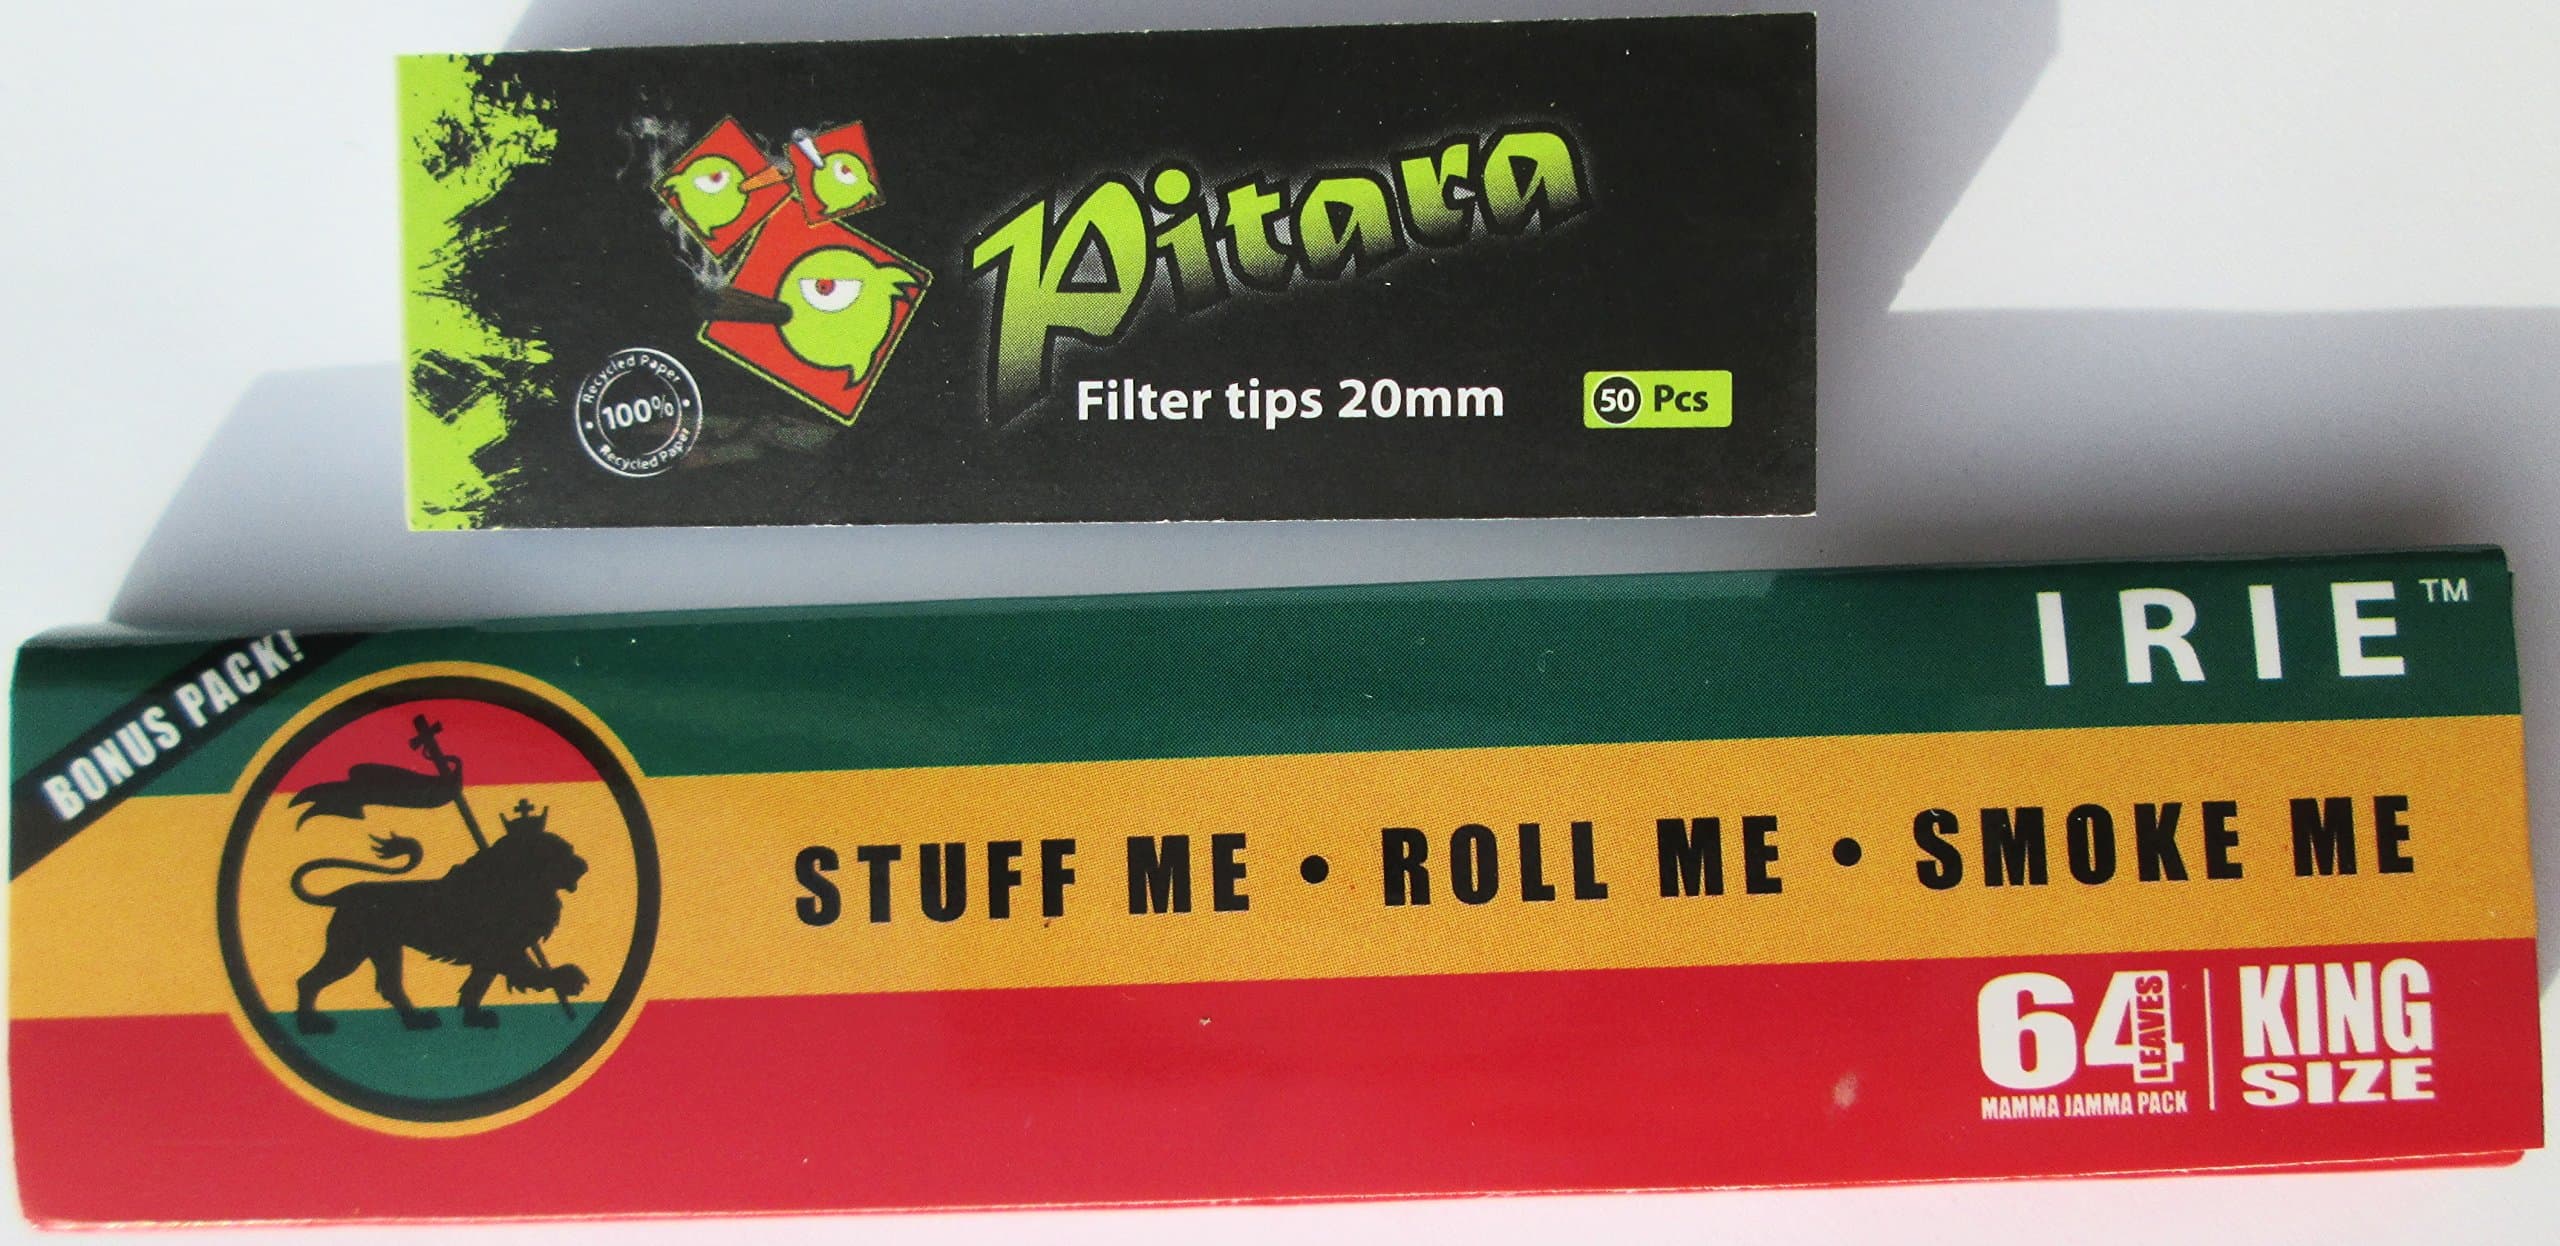 Pitara
Recycled Paper
100%
Recycled Paper
Filter tips 20mm
50 Pcs
BONUS PACK!
IRIE™
STUFF ME • ROLL ME • SMOKE ME
64 LEAVES
MAMMA JAMMA PACK
KING
SIZE